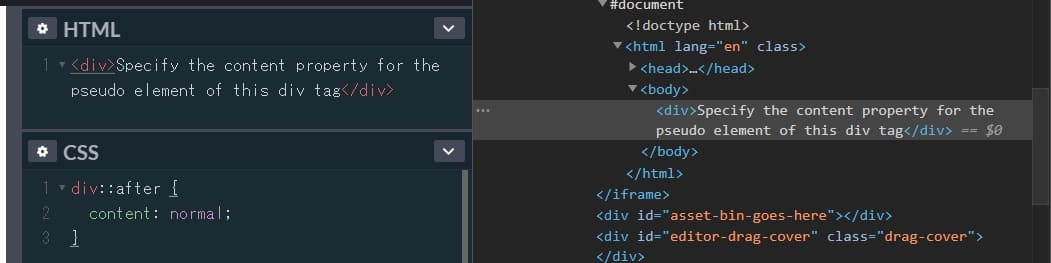 HTML
1 <div>Specify the content property for the
pseudo element of this div tag</div>
CSS
1 div::after {
2 content: normal;
3 }
#document
<!doctype html>
<html lang="en" class>
<head>…</head>
<body>
… <div>Specify the content property for the
pseudo element of this div tag</div> == $0
</body>
</html>
</iframe>
<div id="asset-bin-goes-here"></div>
<div id="editor-drag-cover" class="drag-cover">
</div>